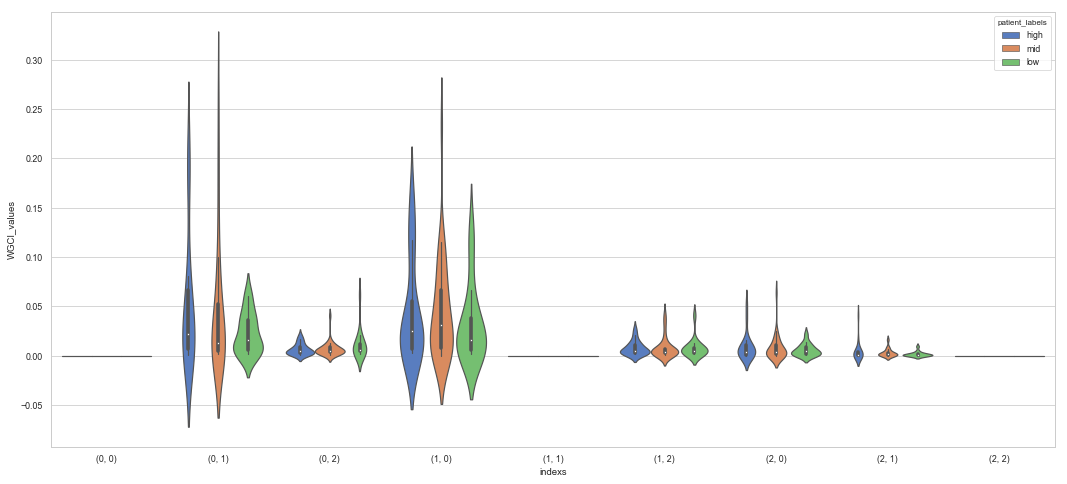 patient_labels
high
mid
low
WGCI_values
0.30
0.25
0.20
0.15
0.10
0.05
0.00
−0.05
(0, 0) (0, 1) (0, 2) (1, 0) (1, 1) (1, 2) (2, 0) (2, 1) (2, 2)
indexs